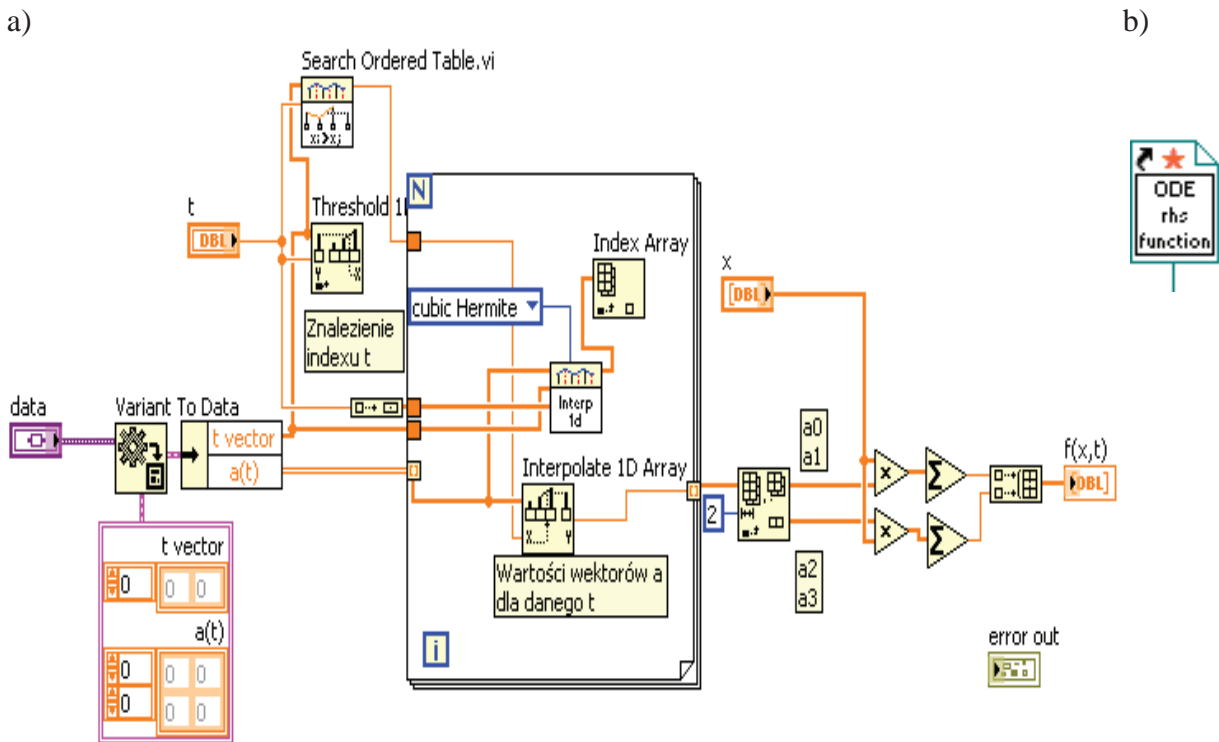 a)
b)
Search Ordered Table.vi
xi>xj
t
DBL
Threshold 1
N
Index Array
x
[DBL]
ODE
rhs
function
cubic Hermite
Znalezienie
indexu t
Y
X
Interp
1d
data
Variant To Data
t vector
a(t)
a0
a1
f(x,t)
DBL]
Interpolate 1D Array
X
Y
2
x
Σ
x
Σ
t vector
0
0 0
Wartości wektorów a
dla danego t
a2
a3
a(t)
0
0 0
0
0 0
i
error out